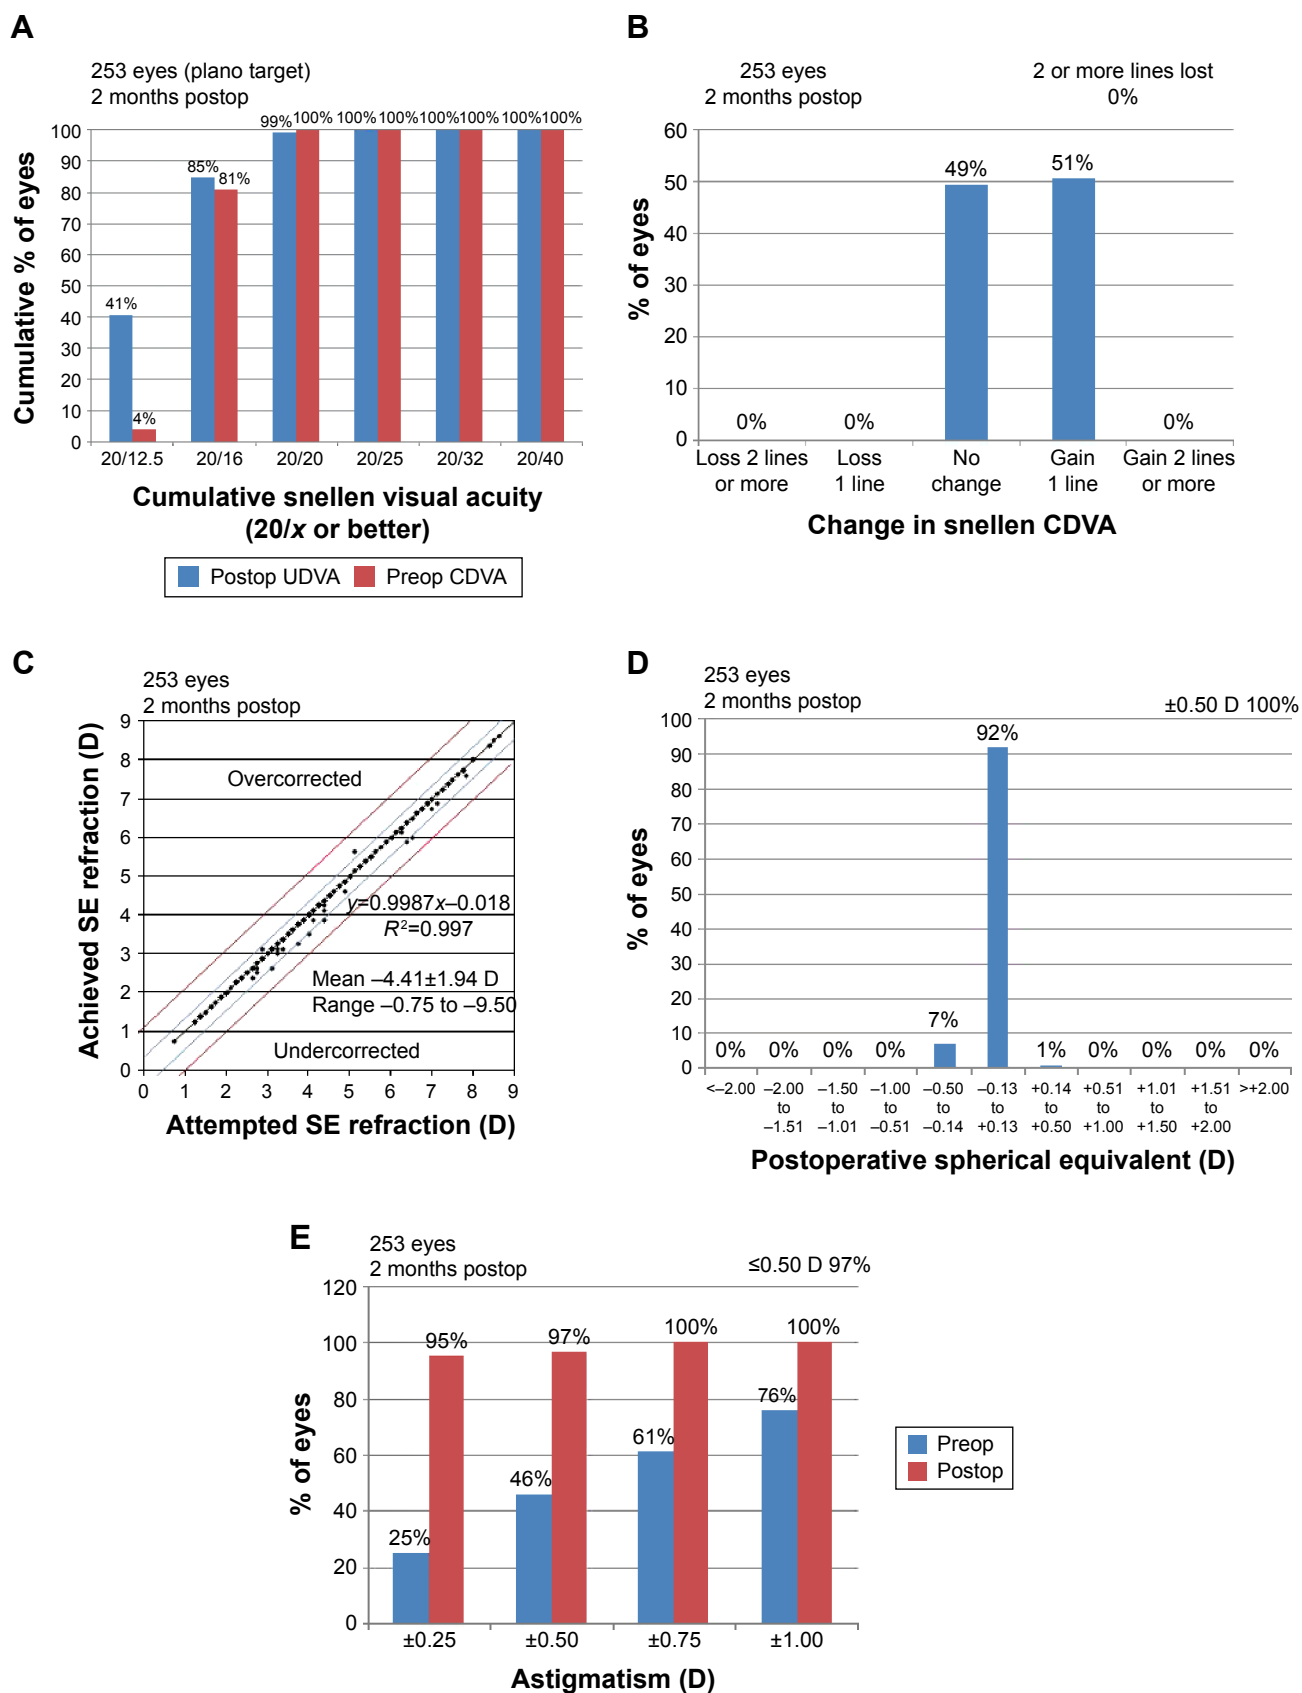 A
253 eyes (plano target)
2 months postop
Cumulative % of eyes
100
90
80
70
60
50
40
30
20
10
0
41%
4%
85%
81%
99%
100%
100%
100%
100%
100%
100%
100%
20/12.5
20/16
20/20
20/25
20/32
20/40
Cumulative snellen visual acuity
(20/x or better)
Postop UDVA
Preop CDVA
B
253 eyes
2 months postop
2 or more lines lost
0%
% of eyes
60
50
40
30
20
10
0
0%
0%
49%
51%
0%
Loss 2 lines
or more
Loss
1 line
No
change
Gain
1 line
Gain 2 lines
or more
Change in snellen CDVA
C
253 eyes
2 months postop
Achieved SE refraction (D)
9
8
7
6
5
4
3
2
1
0
Overcorrected
y=0.9987x–0.018
R²=0.997
Mean –4.41±1.94 D
Range –0.75 to –9.50
Undercorrected
0
1
2
3
4
5
6
7
8
9
Attempted SE refraction (D)
D
253 eyes
2 months postop
±0.50 D 100%
% of eyes
100
90
80
70
60
50
40
30
20
10
0
0%
0%
0%
0%
7%
92%
1%
0%
0%
0%
0%
<–2.00
–2.00
to
–1.51
–1.50
to
–1.01
–1.00
to
–0.51
–0.50
to
–0.14
–0.13
to
+0.13
+0.14
to
+0.50
+0.51
to
+1.00
+1.01
to
+1.50
+1.51
to
+2.00
>+2.00
Postoperative spherical equivalent (D)
E
253 eyes
2 months postop
≤0.50 D 97%
% of eyes
120
100
80
60
40
20
0
25%
95%
46%
97%
61%
100%
76%
100%
±0.25
±0.50
±0.75
±1.00
Astigmatism (D)
Preop
Postop